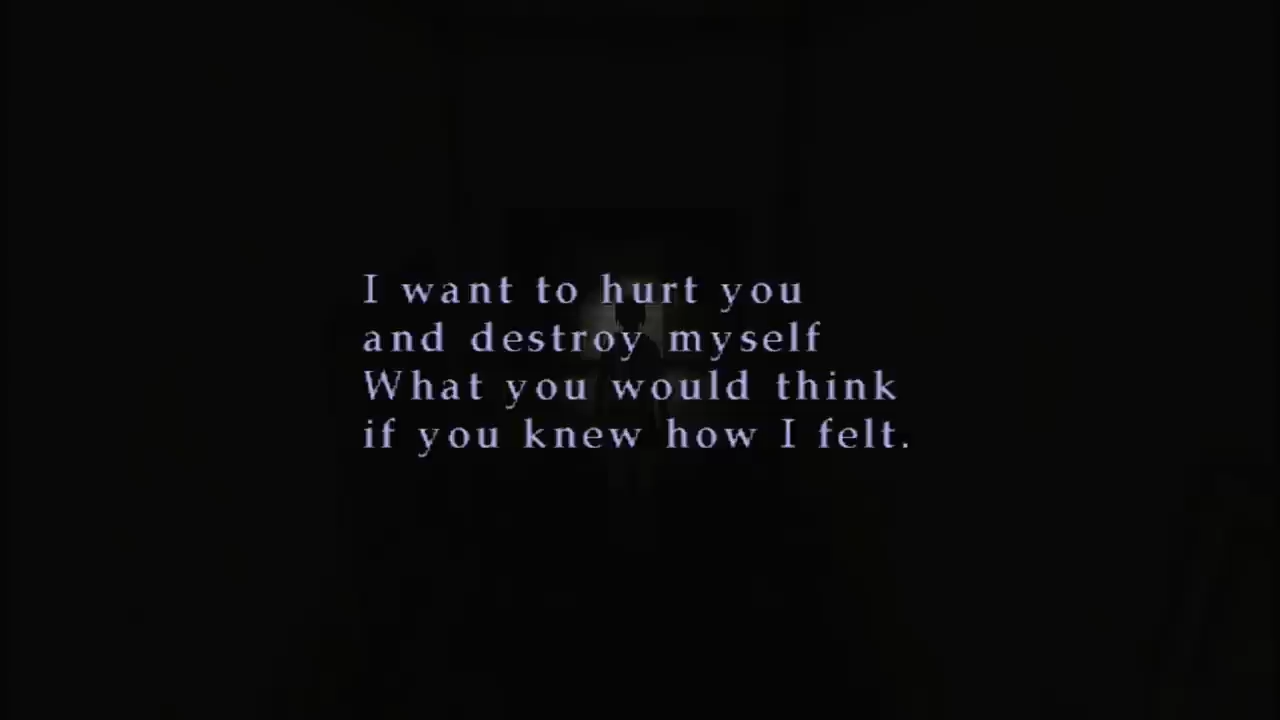 I want to hurt you
and destroy myself
What you would think
if you knew how I felt.